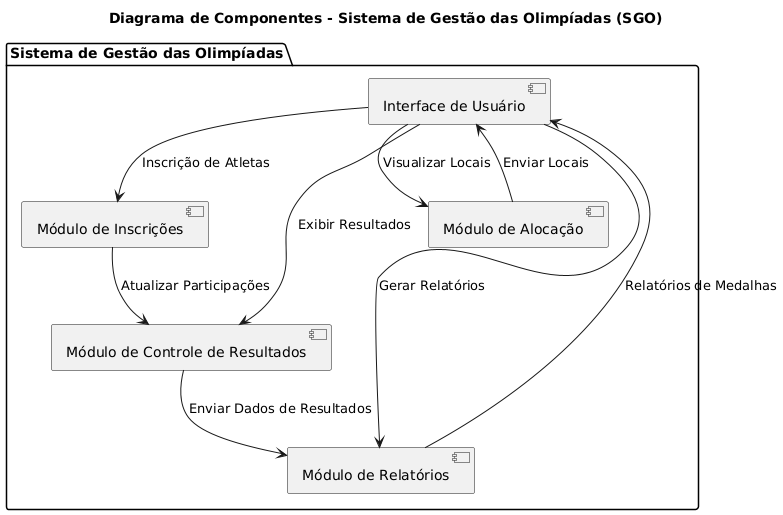 Diagrama de Componentes - Sistema de Gestão das Olimpíadas (SGO)
Sistema de Gestão das Olimpíadas
Interface de Usuário
Inscrição de Atletas
Visualizar Locais
Enviar Locais
Módulo de Inscrições
Exibir Resultados
Módulo de Alocação
Atualizar Participações
Gerar Relatórios
Relatórios de Medalhas
Módulo de Controle de Resultados
Enviar Dados de Resultados
Módulo de Relatórios